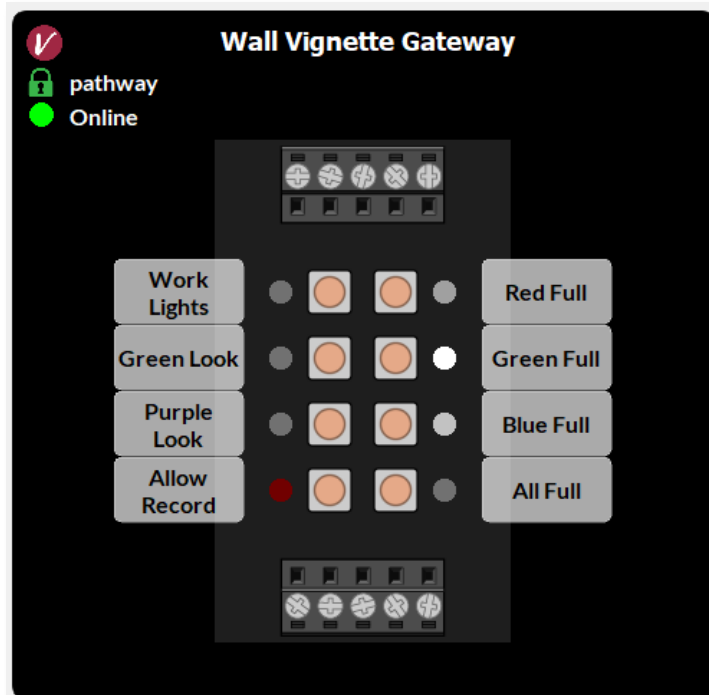 Wall Vignette Gateway
pathway
Online
Work
Lights
Red Full
Green Look
Green Full
Purple
Look
Blue Full
Allow
Record
All Full